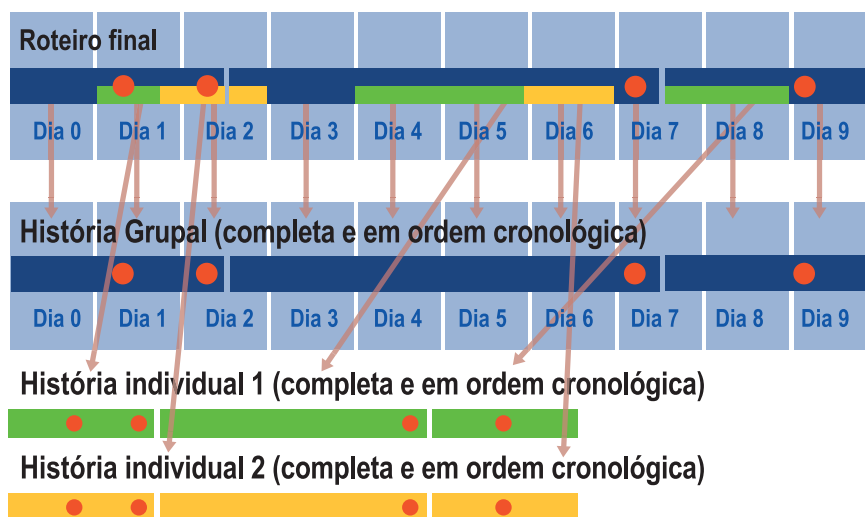 Roteiro final
Dia 0 Dia 1 Dia 2 Dia 3 Dia 4 Dia 5 Dia 6 Dia 7 Dia 8 Dia 9
História Grupal (completa e em ordem cronológica)
Dia 0 Dia 1 Dia 2 Dia 3 Dia 4 Dia 5 Dia 6 Dia 7 Dia 8 Dia 9
História individual 1 (completa e em ordem cronológica)
História individual 2 (completa e em ordem cronológica)